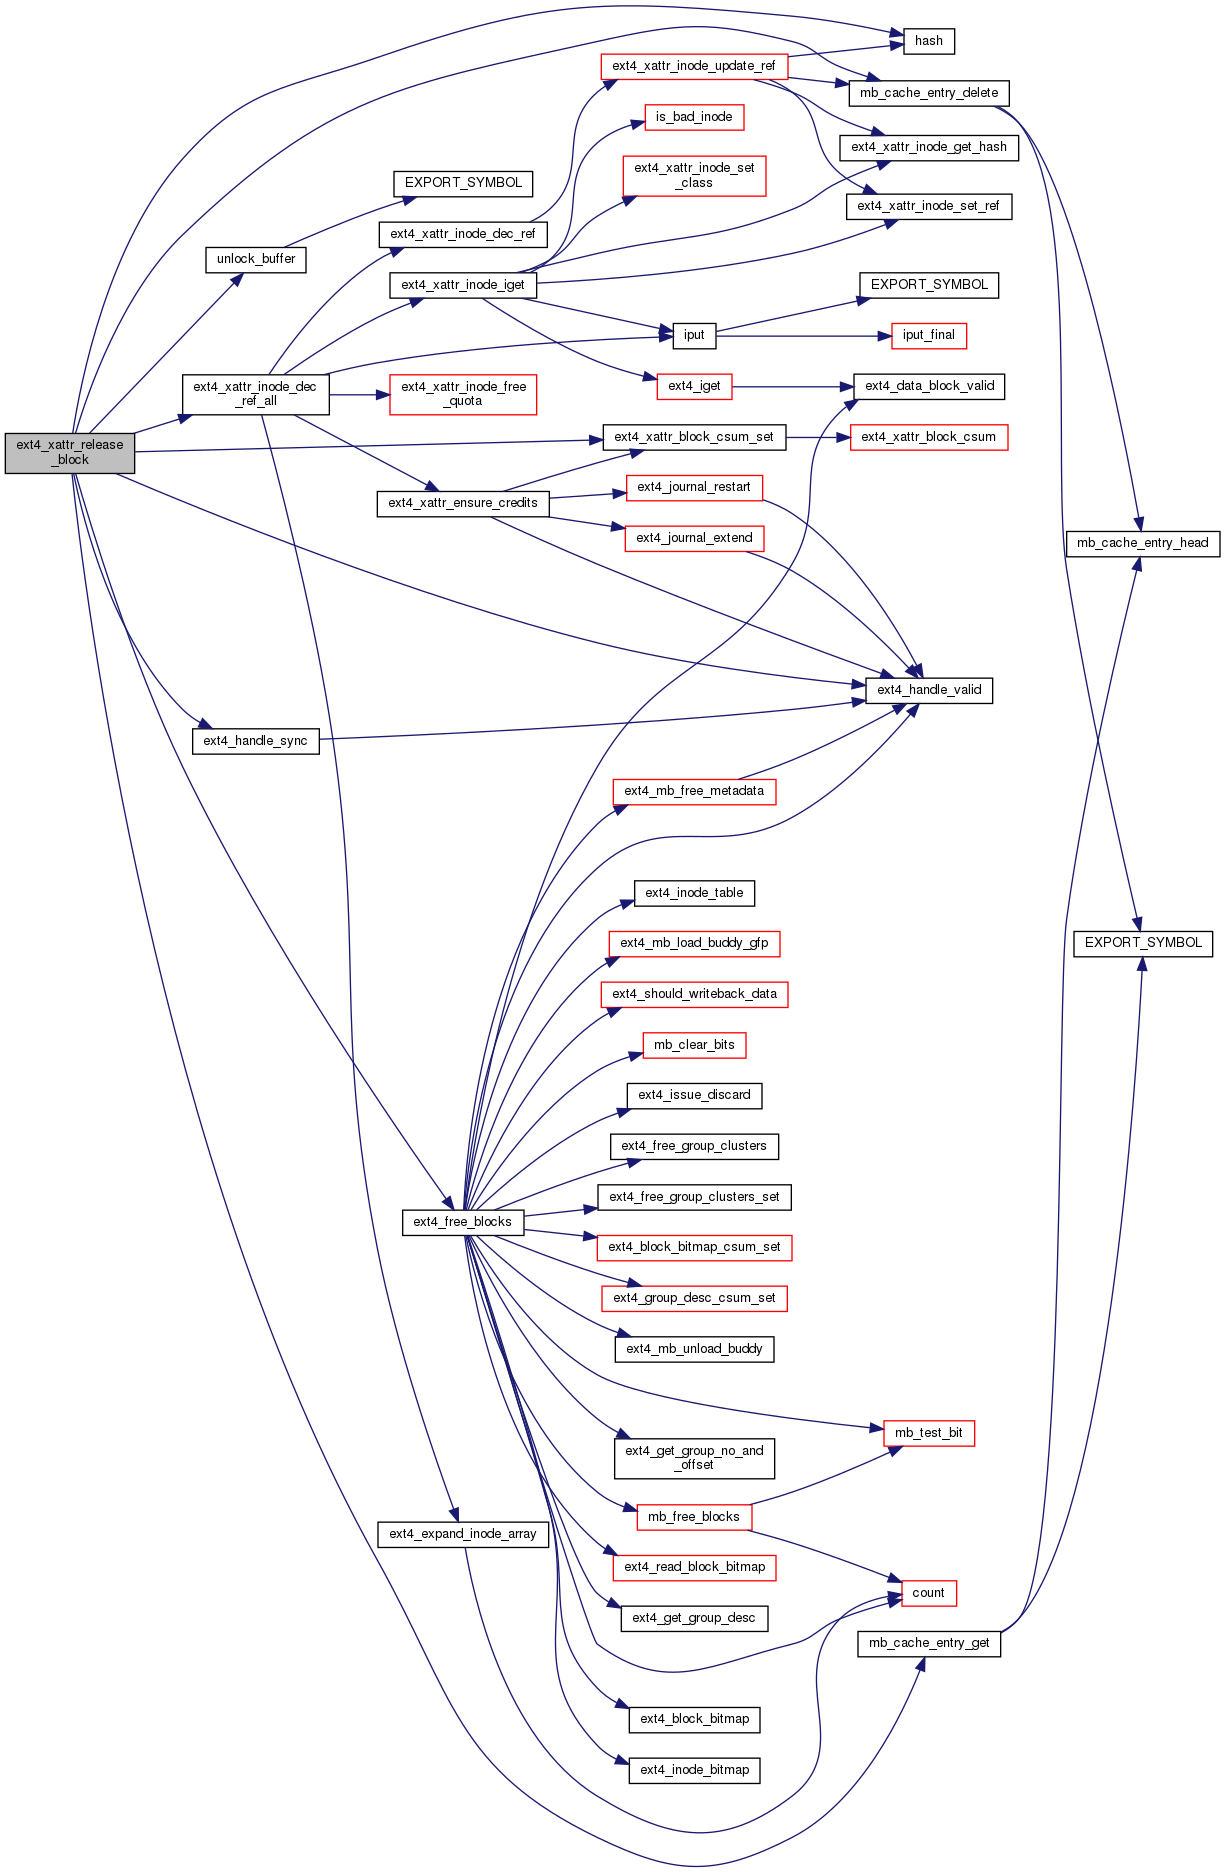 hash
ext4_xattr_inode_update_ref
mb_cache_entry_delete
is_bad_inode
ext4_xattr_inode_get_hash
ext4_xattr_inode_set
_class
EXPORT_SYMBOL
ext4_xattr_inode_set_ref
ext4_xattr_inode_dec_ref
unlock_buffer
ext4_xattr_inode_iget
EXPORT_SYMBOL
iput
iput_final
ext4_xattr_inode_dec
_ref_all
ext4_xattr_inode_free
_quota
ext4_iget
ext4_data_block_valid
ext4_xattr_release
_block
ext4_xattr_block_csum_set
ext4_xattr_block_csum
ext4_journal_restart
ext4_xattr_ensure_credits
ext4_journal_extend
mb_cache_entry_head
ext4_handle_valid
ext4_handle_sync
ext4_mb_free_metadata
ext4_inode_table
ext4_mb_load_buddy_gfp
EXPORT_SYMBOL
ext4_should_writeback_data
mb_clear_bits
ext4_issue_discard
ext4_free_group_clusters
ext4_free_group_clusters_set
ext4_free_blocks
ext4_block_bitmap_csum_set
ext4_group_desc_csum_set
ext4_mb_unload_buddy
mb_test_bit
ext4_get_group_no_and
_offset
mb_free_blocks
ext4_expand_inode_array
ext4_read_block_bitmap
count
ext4_get_group_desc
mb_cache_entry_get
ext4_block_bitmap
ext4_inode_bitmap